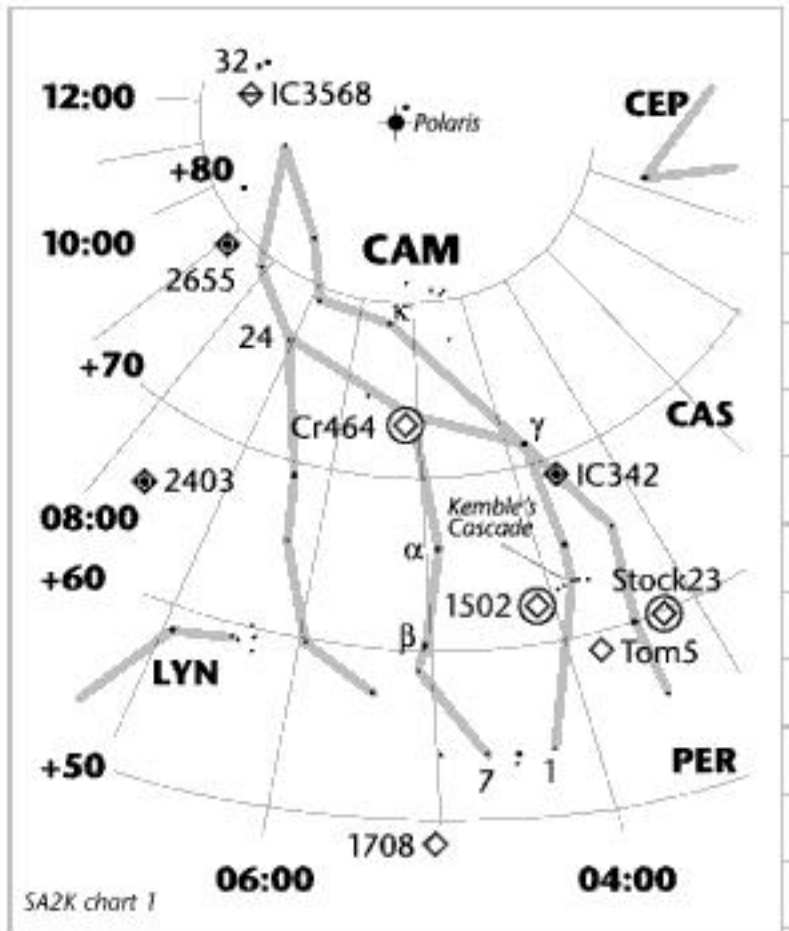 32
12:00
IC3568
Polaris
CEP
+80
10:00
CAM
2655
κ
24
+70
Cr464
γ
CAS
2403
IC342
Kemble's
Cascade
08:00
α
+60
Stock23
1502
β
Tom5
LYN
+50
PER
7
1
1708
06:00
04:00
SA2K chart 1